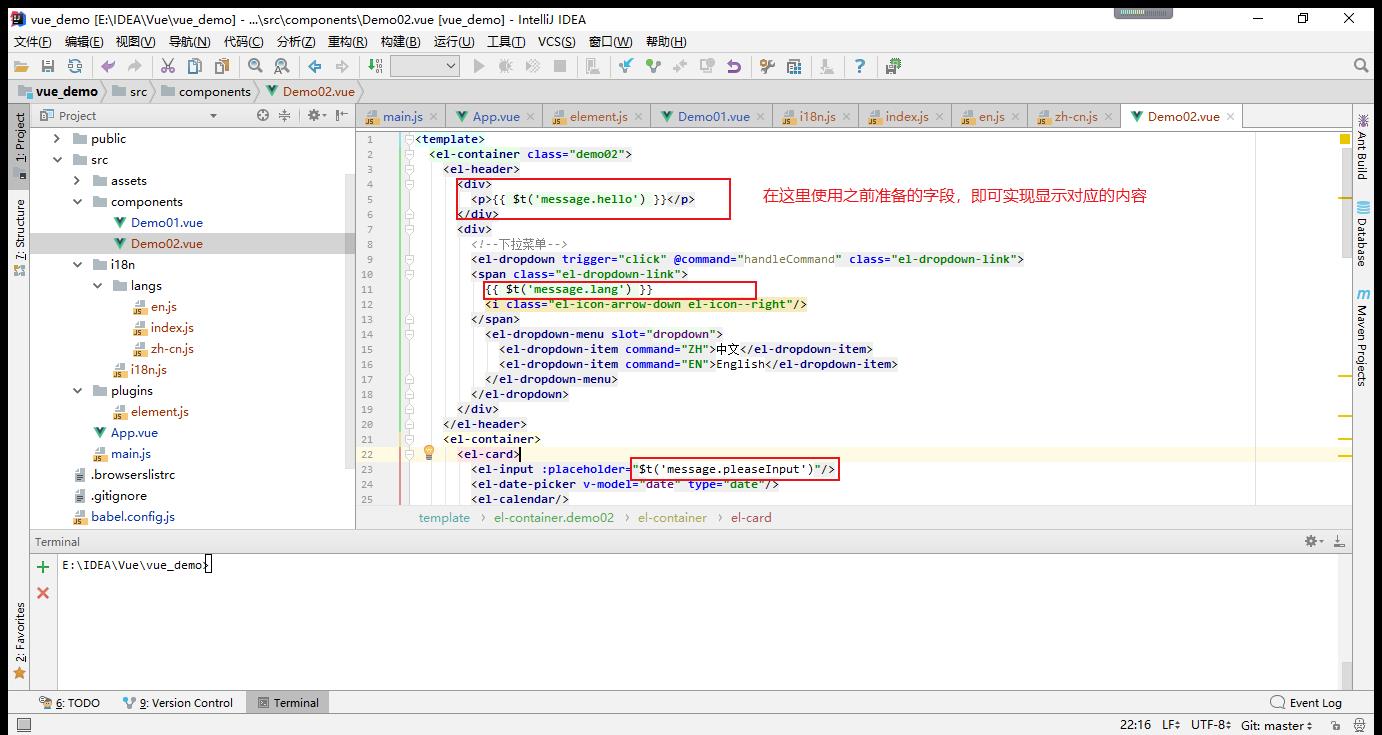 vue_demo [E:\IDEA\Vue\vue_demo] - ...\src\components\Demo02.vue [vue_demo] - IntelliJ IDEA
文件(F) 编辑(E) 视图(V) 导航(N) 代码(C) 分析(Z) 重构(R) 构建(B) 运行(U) 工具(T) VCS(S) 窗口(W) 帮助(H)
vue_demo src components Demo02.vue
Project
main.js App.vue element.js Demo01.vue i18n.js index.js en.js zh-cn.js Demo02.vue
1: Project
7: Structure
2: Favorites
public
src
assets
components
Demo01.vue
Demo02.vue
i18n
langs
en.js
index.js
zh-cn.js
i18n.js
plugins
element.js
App.vue
main.js
.browserslistrc
.gitignore
babel.config.js
1 <template>
2 <el-container class="demo02">
3 <el-header>
4 <div>
5 <p>{{ $t('message.hello') }}</p>
6 </div>
7 <div>
8 <!--下拉菜单-->
9 <el-dropdown trigger="click" @command="handleCommand" class="el-dropdown-link">
10 <span class="el-dropdown-link">
11 {{ $t('message.lang') }}
12 <i class="el-icon-arrow-down el-icon--right"/>
13 </span>
14 <el-dropdown-menu slot="dropdown">
15 <el-dropdown-item command="ZH">中文</el-dropdown-item>
16 <el-dropdown-item command="EN">English</el-dropdown-item>
17 </el-dropdown-menu>
18 </el-dropdown>
19 </div>
20 </el-header>
21 <el-container>
22 <el-card>
23 <el-input :placeholder="$t('message.pleaseInput')"/>
24 <el-date-picker v-model="date" type="date"/>
25 <el-calendar/>
在这里使用之前准备的字段，即可实现显示对应的内容
template › el-container.demo02 › el-container › el-card
Ant Build
Database
Maven Projects
Terminal
E:\IDEA\Vue\vue_demo>
6: TODO 9: Version Control Terminal Event Log
22:16 LF UTF-8 Git: master